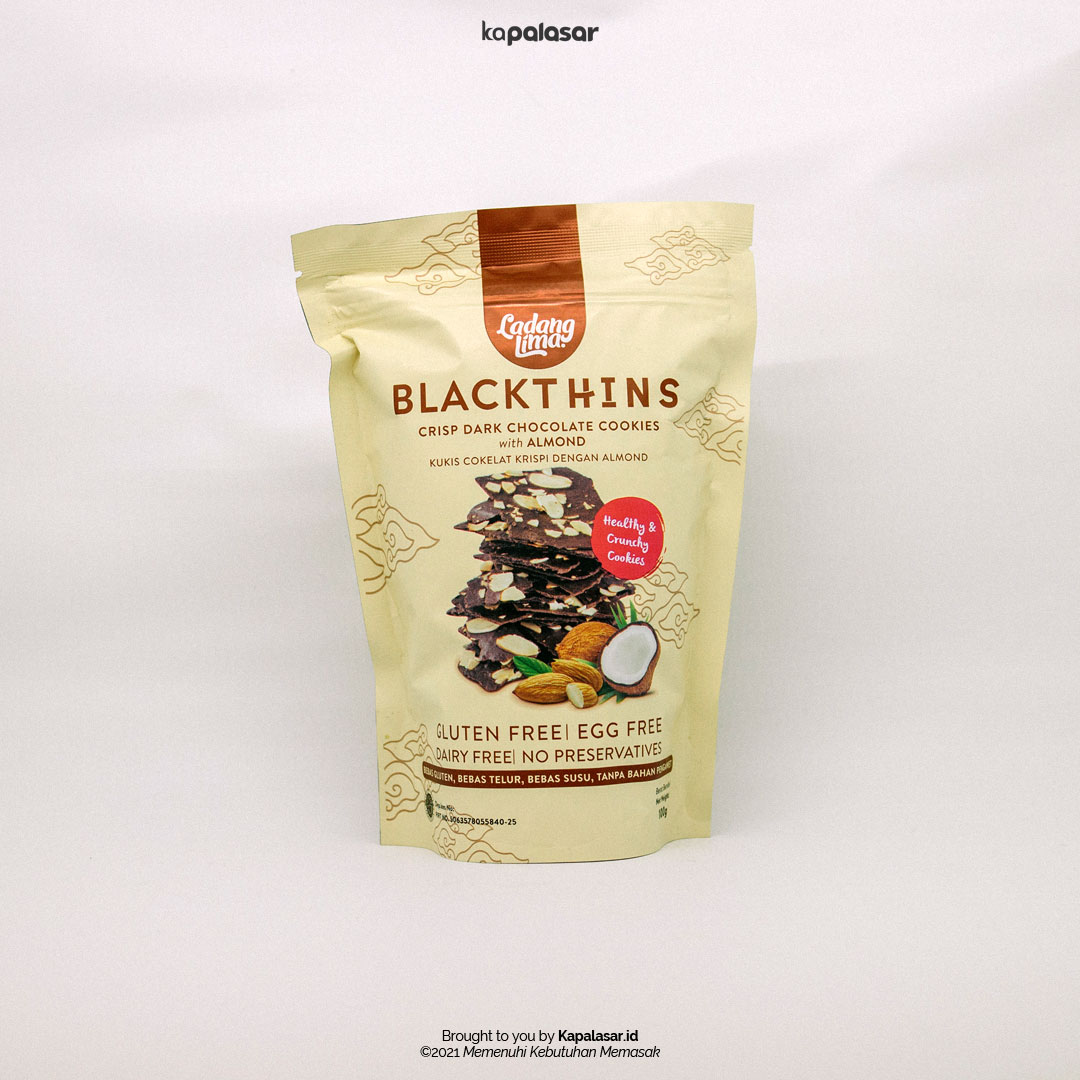 kapalasar
Ladang
Lima
BLACKTHINS
CRISP DARK CHOCOLATE COOKIES
with ALMOND
KUKIS COKELAT KRISPI DENGAN ALMOND
Healthy &
Crunchy
Cookies
GLUTEN FREE| EGG FREE
DAIRY FREE| NO PRESERVATIVES
BEBAS GLUTEN, BEBAS TELUR, BEBAS SUSU, TANPA BAHAN
100g
Brought to you by Kapalasar.id
©2021 Memenuhi Kebutuhan Memasak